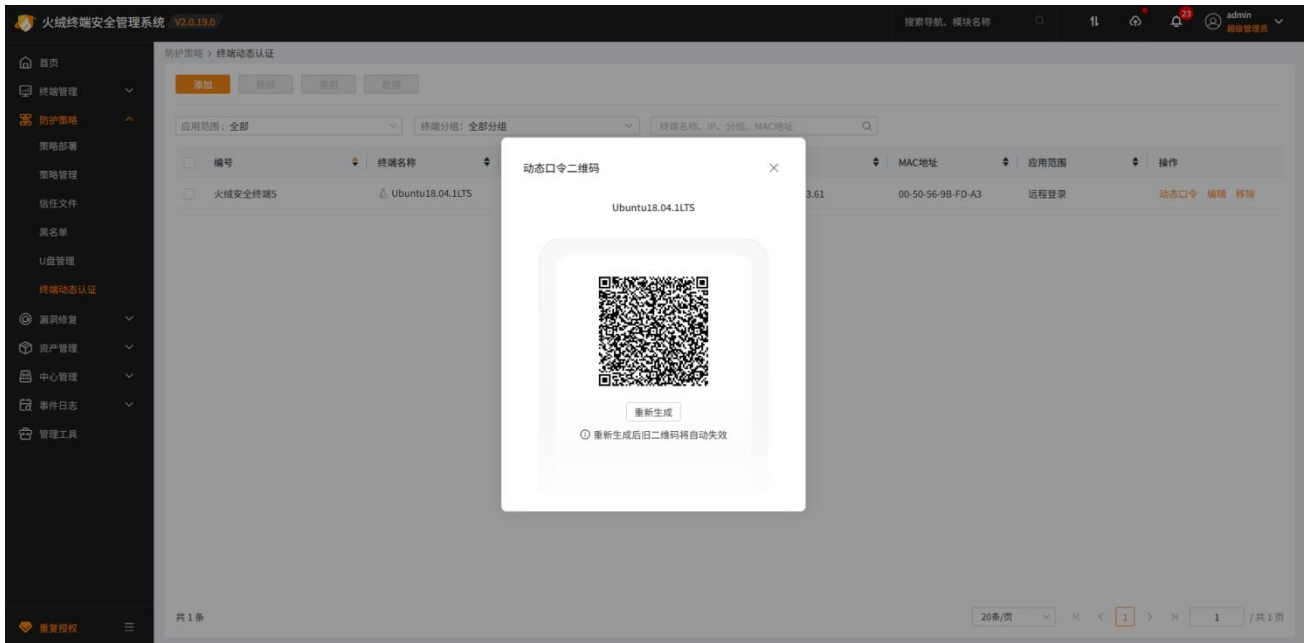 火绒终端安全管理系统 V2.0.19.0
搜索导航、模块名称
23
admin
超级管理员
首页
终端管理
防护策略
策略部署
策略管理
信任文件
黑名单
U盘管理
终端动态认证
漏洞修复
资产管理
中心管理
事件日志
管理工具
重复授权
防护策略 > 终端动态认证
添加 移除 停用 启用
应用范围：全部 终端分组：全部分组 终端名称、IP、分组、MAC地址
编号 终端名称 MAC地址 应用范围 操作
火绒安全终端5 Ubuntu18.04.1LTS 3.61 00-50-56-9B-FD-A3 远程登录 动态口令 编辑 移除
动态口令二维码
Ubuntu18.04.1LTS
重新生成
重新生成后旧二维码将自动失效
共 1 条 20条/页 1 1 / 共 1 页